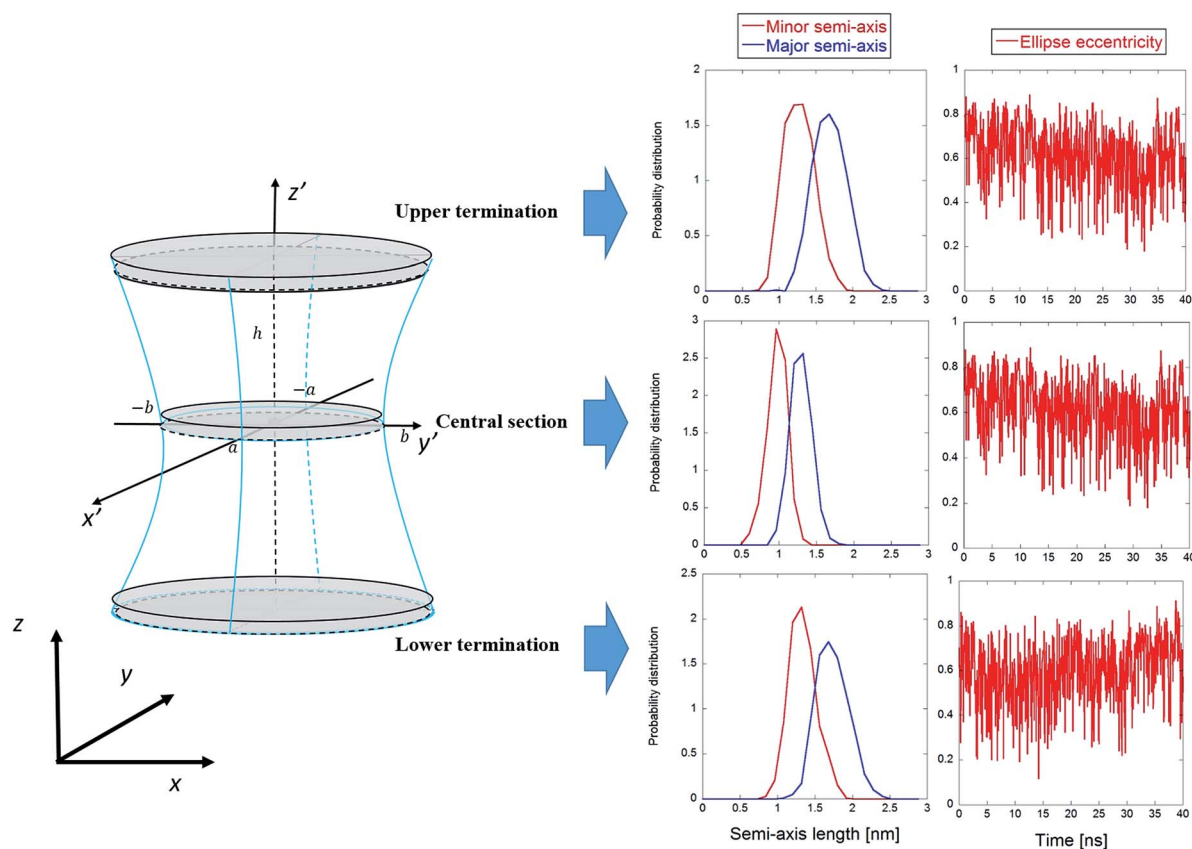 Minor semi-axis
Major semi-axis
Ellipse eccentricity
z’
Upper termination
h
-a
-b
b
a
y’
x’
Central section
Lower termination
z
y
x
Probability distribution
2
1.5
1
0.5
0
0 0.5 1 1.5 2 2.5 3
1
0.8
0.6
0.4
0.2
0
0 5 10 15 20 25 30 35 40
Probability distribution
3
2.5
2
1.5
1
0.5
0
0 0.5 1 1.5 2 2.5 3
1
0.8
0.6
0.4
0.2
0
0 5 10 15 20 25 30 35 40
Probability distribution
2.5
2
1.5
1
0.5
0
0 0.5 1 1.5 2 2.5 3
Semi-axis length [nm]
1
0.8
0.6
0.4
0.2
0
0 5 10 15 20 25 30 35 40
Time [ns]